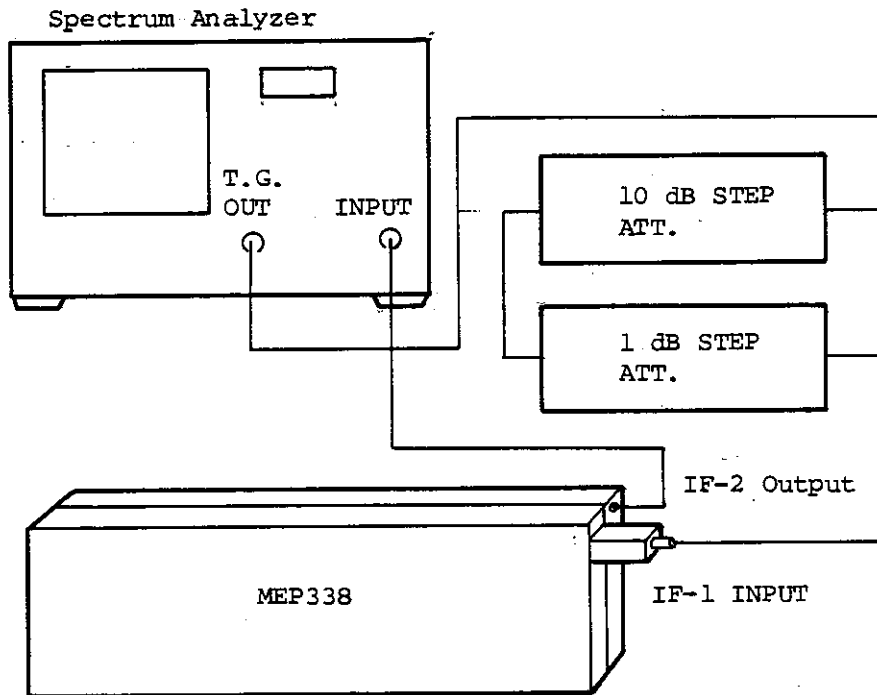 Spectrum Analyzer
T.G.
OUT
INPUT
10 dB STEP
ATT.
1 dB STEP
ATT.
IF-2 Output
MEP338
IF-1 INPUT